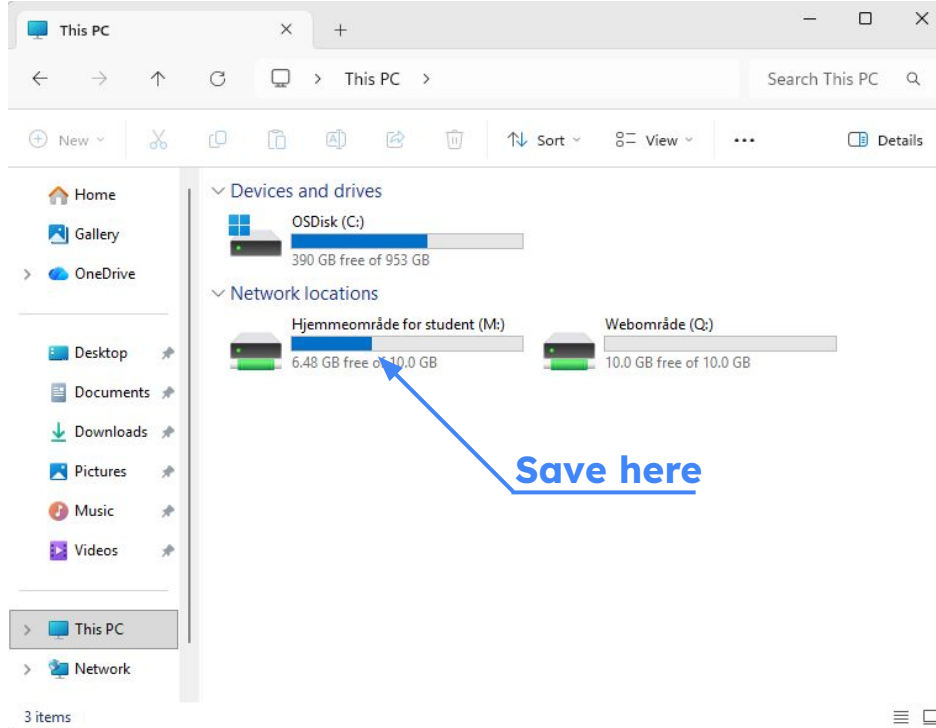 This PC
This PC
Search This PC
New
Sort
View
Details
Home
Gallery
OneDrive
Desktop
Documents
Downloads
Pictures
Music
Videos
This PC
Network
Devices and drives
OSDisk (C:)
390 GB free of 953 GB
Network locations
Hjemmeområde for student (M:)
6.48 GB free of 10.0 GB
Webområde (Q:)
10.0 GB free of 10.0 GB
Save here
3 items